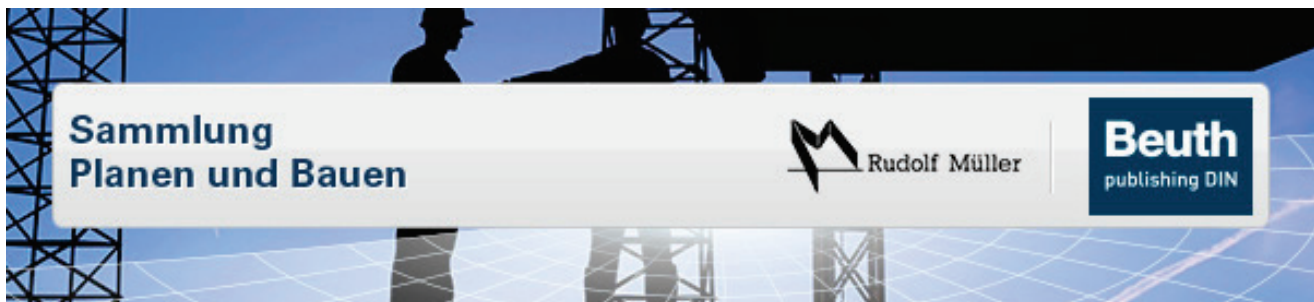 Sammlung
Planen und Bauen
Rudolf Müller
Beuth
publishing DIN